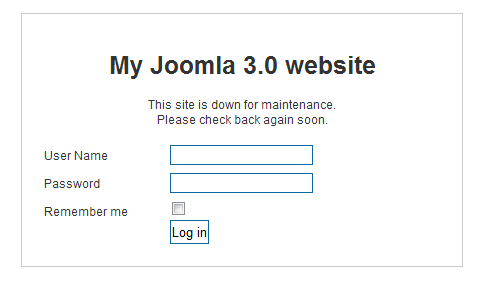 My Joomla 3.0 website
This site is down for maintenance.
Please check back again soon.
User Name
Password
Remember me
Log in